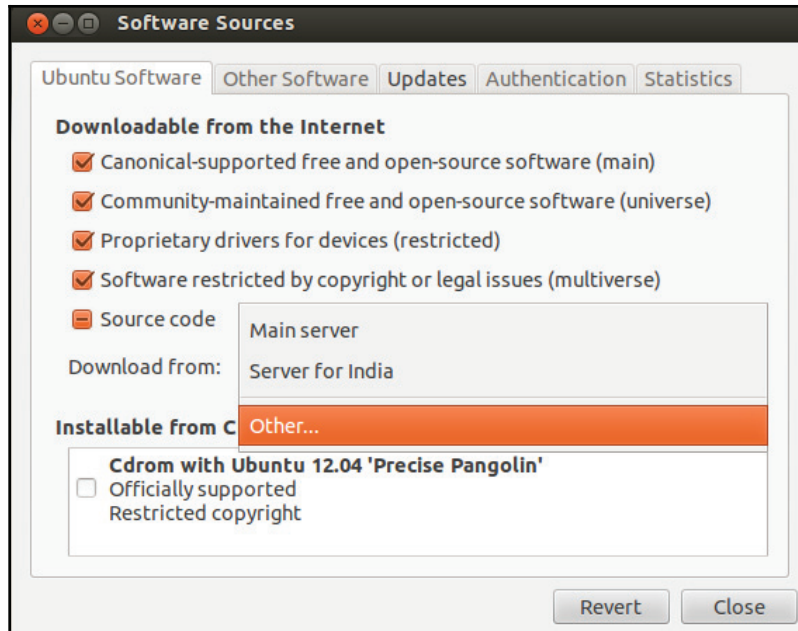 Software Sources
Ubuntu Software Other Software Updates Authentication Statistics
Downloadable from the Internet
Canonical-supported free and open-source software (main)
Community-maintained free and open-source software (universe)
Proprietary drivers for devices (restricted)
Software restricted by copyright or legal issues (multiverse)
Source code
Main server
Download from:
Server for India
Other...
Installable from C
Cdrom with Ubuntu 12.04 'Precise Pangolin'
Officially supported
Restricted copyright
Revert Close